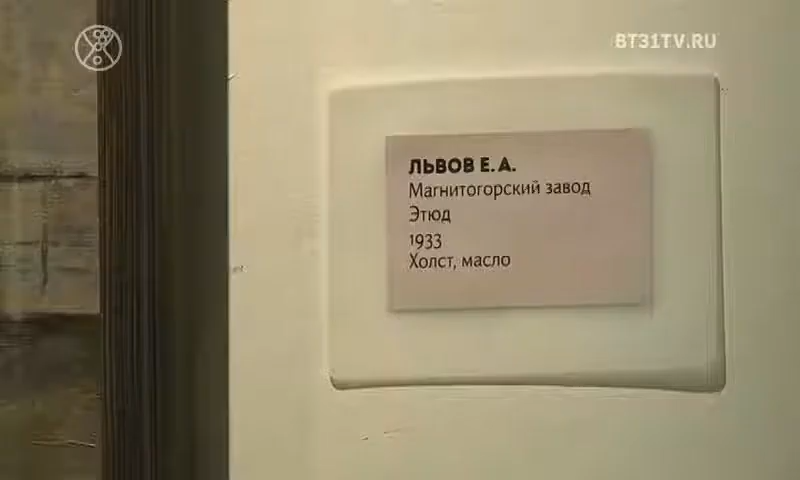 BT31TV.RU
ЛЬВОВ Е. А.
Магнитогорский завод
Этюд
1933
Холст, масло